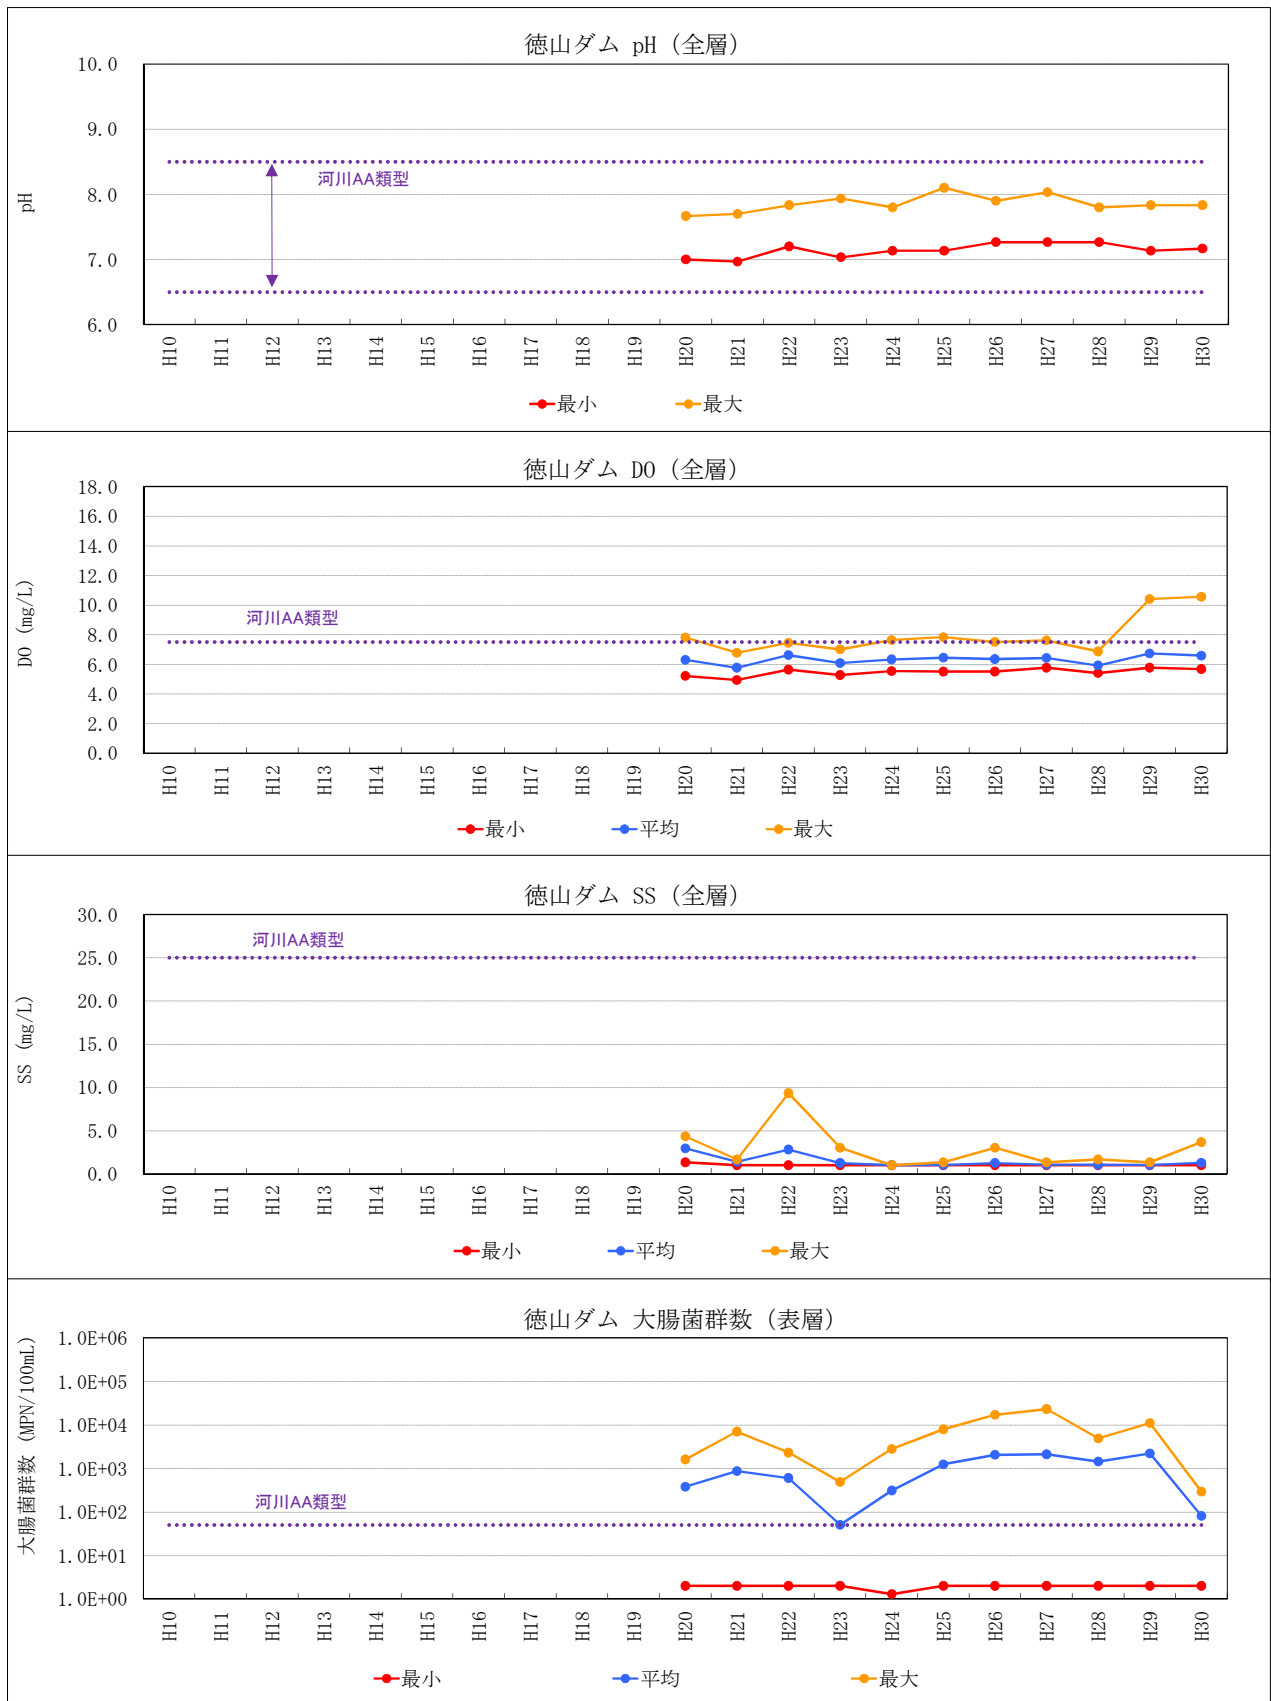 徳山ダム pH (全層)
10.0
9.0
8.0
7.0
6.0
pH
河川AA類型
H10 H11 H12 H13 H14 H15 H16 H17 H18 H19 H20 H21 H22 H23 H24 H25 H26 H27 H28 H29 H30
最小 最大
徳山ダム DO (全層)
18.0
16.0
14.0
12.0
10.0
8.0
6.0
4.0
2.0
0.0
DO (mg/L)
河川AA類型
H10 H11 H12 H13 H14 H15 H16 H17 H18 H19 H20 H21 H22 H23 H24 H25 H26 H27 H28 H29 H30
最小 平均 最大
徳山ダム SS (全層)
30.0
25.0
20.0
15.0
10.0
5.0
0.0
SS (mg/L)
河川AA類型
H10 H11 H12 H13 H14 H15 H16 H17 H18 H19 H20 H21 H22 H23 H24 H25 H26 H27 H28 H29 H30
最小 平均 最大
徳山ダム 大腸菌群数 (表層)
1.0E+06
1.0E+05
1.0E+04
1.0E+03
1.0E+02
1.0E+01
1.0E+00
大腸菌群数 (MPN/100mL)
河川AA類型
H10 H11 H12 H13 H14 H15 H16 H17 H18 H19 H20 H21 H22 H23 H24 H25 H26 H27 H28 H29 H30
最小 平均 最大